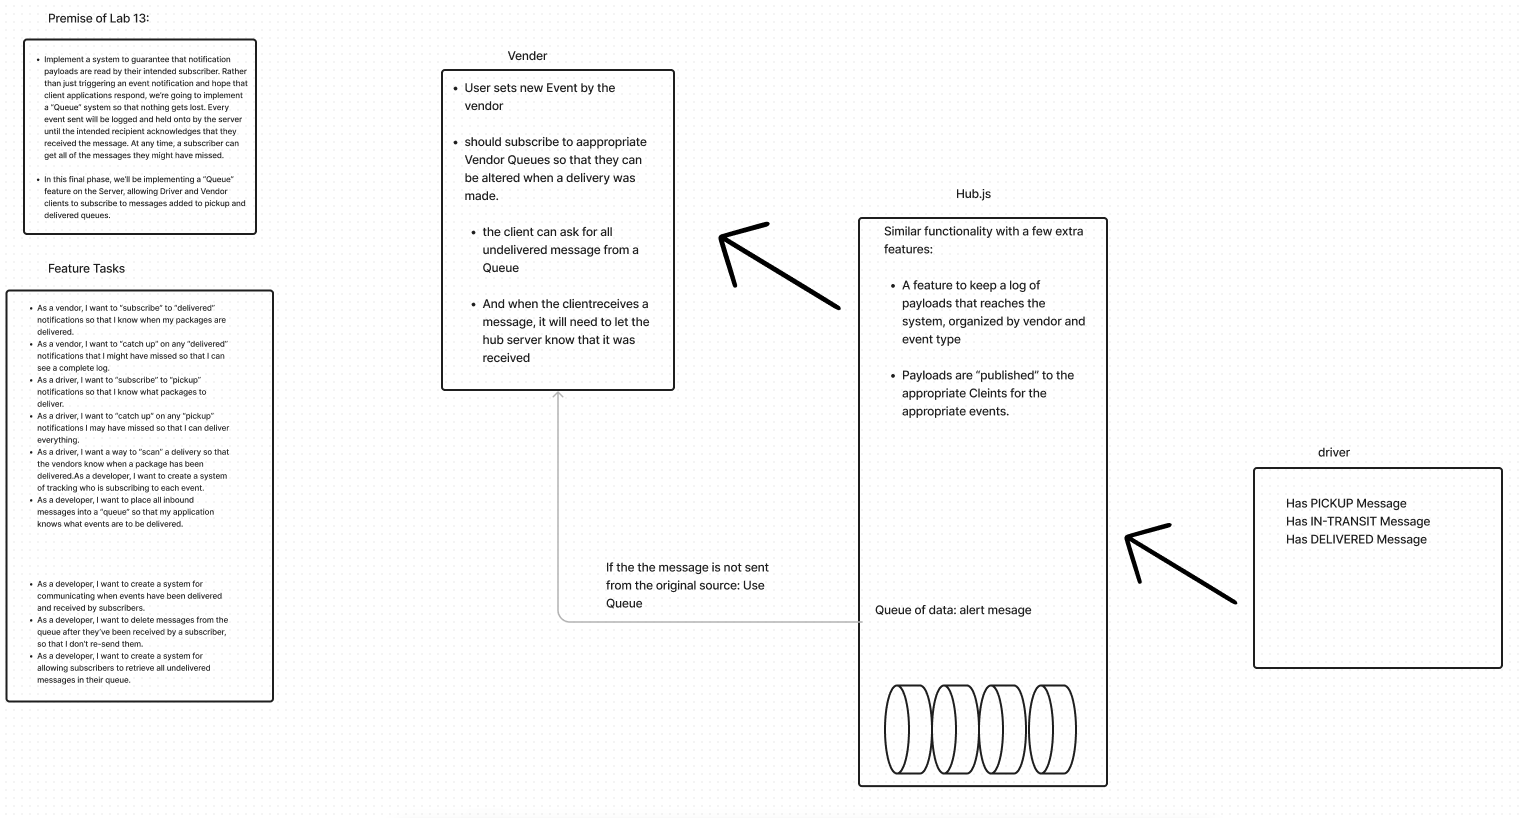 Premise of Lab 13:
• Implement a system to guarantee that notification
payloads are read by their intended subscriber. Rather
than just triggering an event notification and hope that
client applications respond, we're going to implement
a "Queue" system so that nothing gets lost. Every
event sent will be logged and held onto by the server
until the intended recipient acknowledges that they
received the message. At any time, a subscriber can
get all of the messages they might have missed.
• In this final phase, we'll be implementing a "Queue"
feature on the Server, allowing Driver and Vendor
clients to subscribe to messages added to pickup and
delivered queues.
Feature Tasks
• As a vendor, I want to "subscribe" to "delivered"
notifications so that I know when my packages are
delivered.
• As a vendor, I want to "catch up" on any "delivered"
notifications that I might have missed so that I can
see a complete log.
• As a driver, I want to "subscribe" to "pickup"
notifications so that I know what packages to
deliver.
• As a driver, I want to "catch up" on any "pickup"
notifications I may have missed so that I can deliver
everything.
• As a driver, I want a way to "scan" a delivery so that
the vendors know when a package has been
delivered.As a developer, I want to create a system
of tracking who is subscribing to each event.
• As a developer, I want to place all inbound
messages into a "queue" so that my application
knows what events are to be delivered.
• As a developer, I want to create a system for
communicating when events have been delivered
and received by subscribers.
• As a developer, I want to delete messages from the
queue after they've been received by a subscriber,
so that I don't re-send them.
• As a developer, I want to create a system for
allowing subscribers to retrieve all undelivered
messages in their queue.
Vender
• User sets new Event by the
vendor
• should subscribe to aappropriate
Vendor Queues so that they can
be altered when a delivery was
made.
• the client can ask for all
undelivered message from a
Queue
• And when the clientreceives a
message, it will need to let the
hub server know that it was
received
If the the message is not sent
from the original source: Use
Queue
Hub.js
Similar functionality with a few extra
features:
• A feature to keep a log of
payloads that reaches the
system, organized by vendor and
event type
• Payloads are "published" to the
appropriate Cleints for the
appropriate events.
Queue of data: alert mesage
driver
Has PICKUP Message
Has IN-TRANSIT Message
Has DELIVERED Message